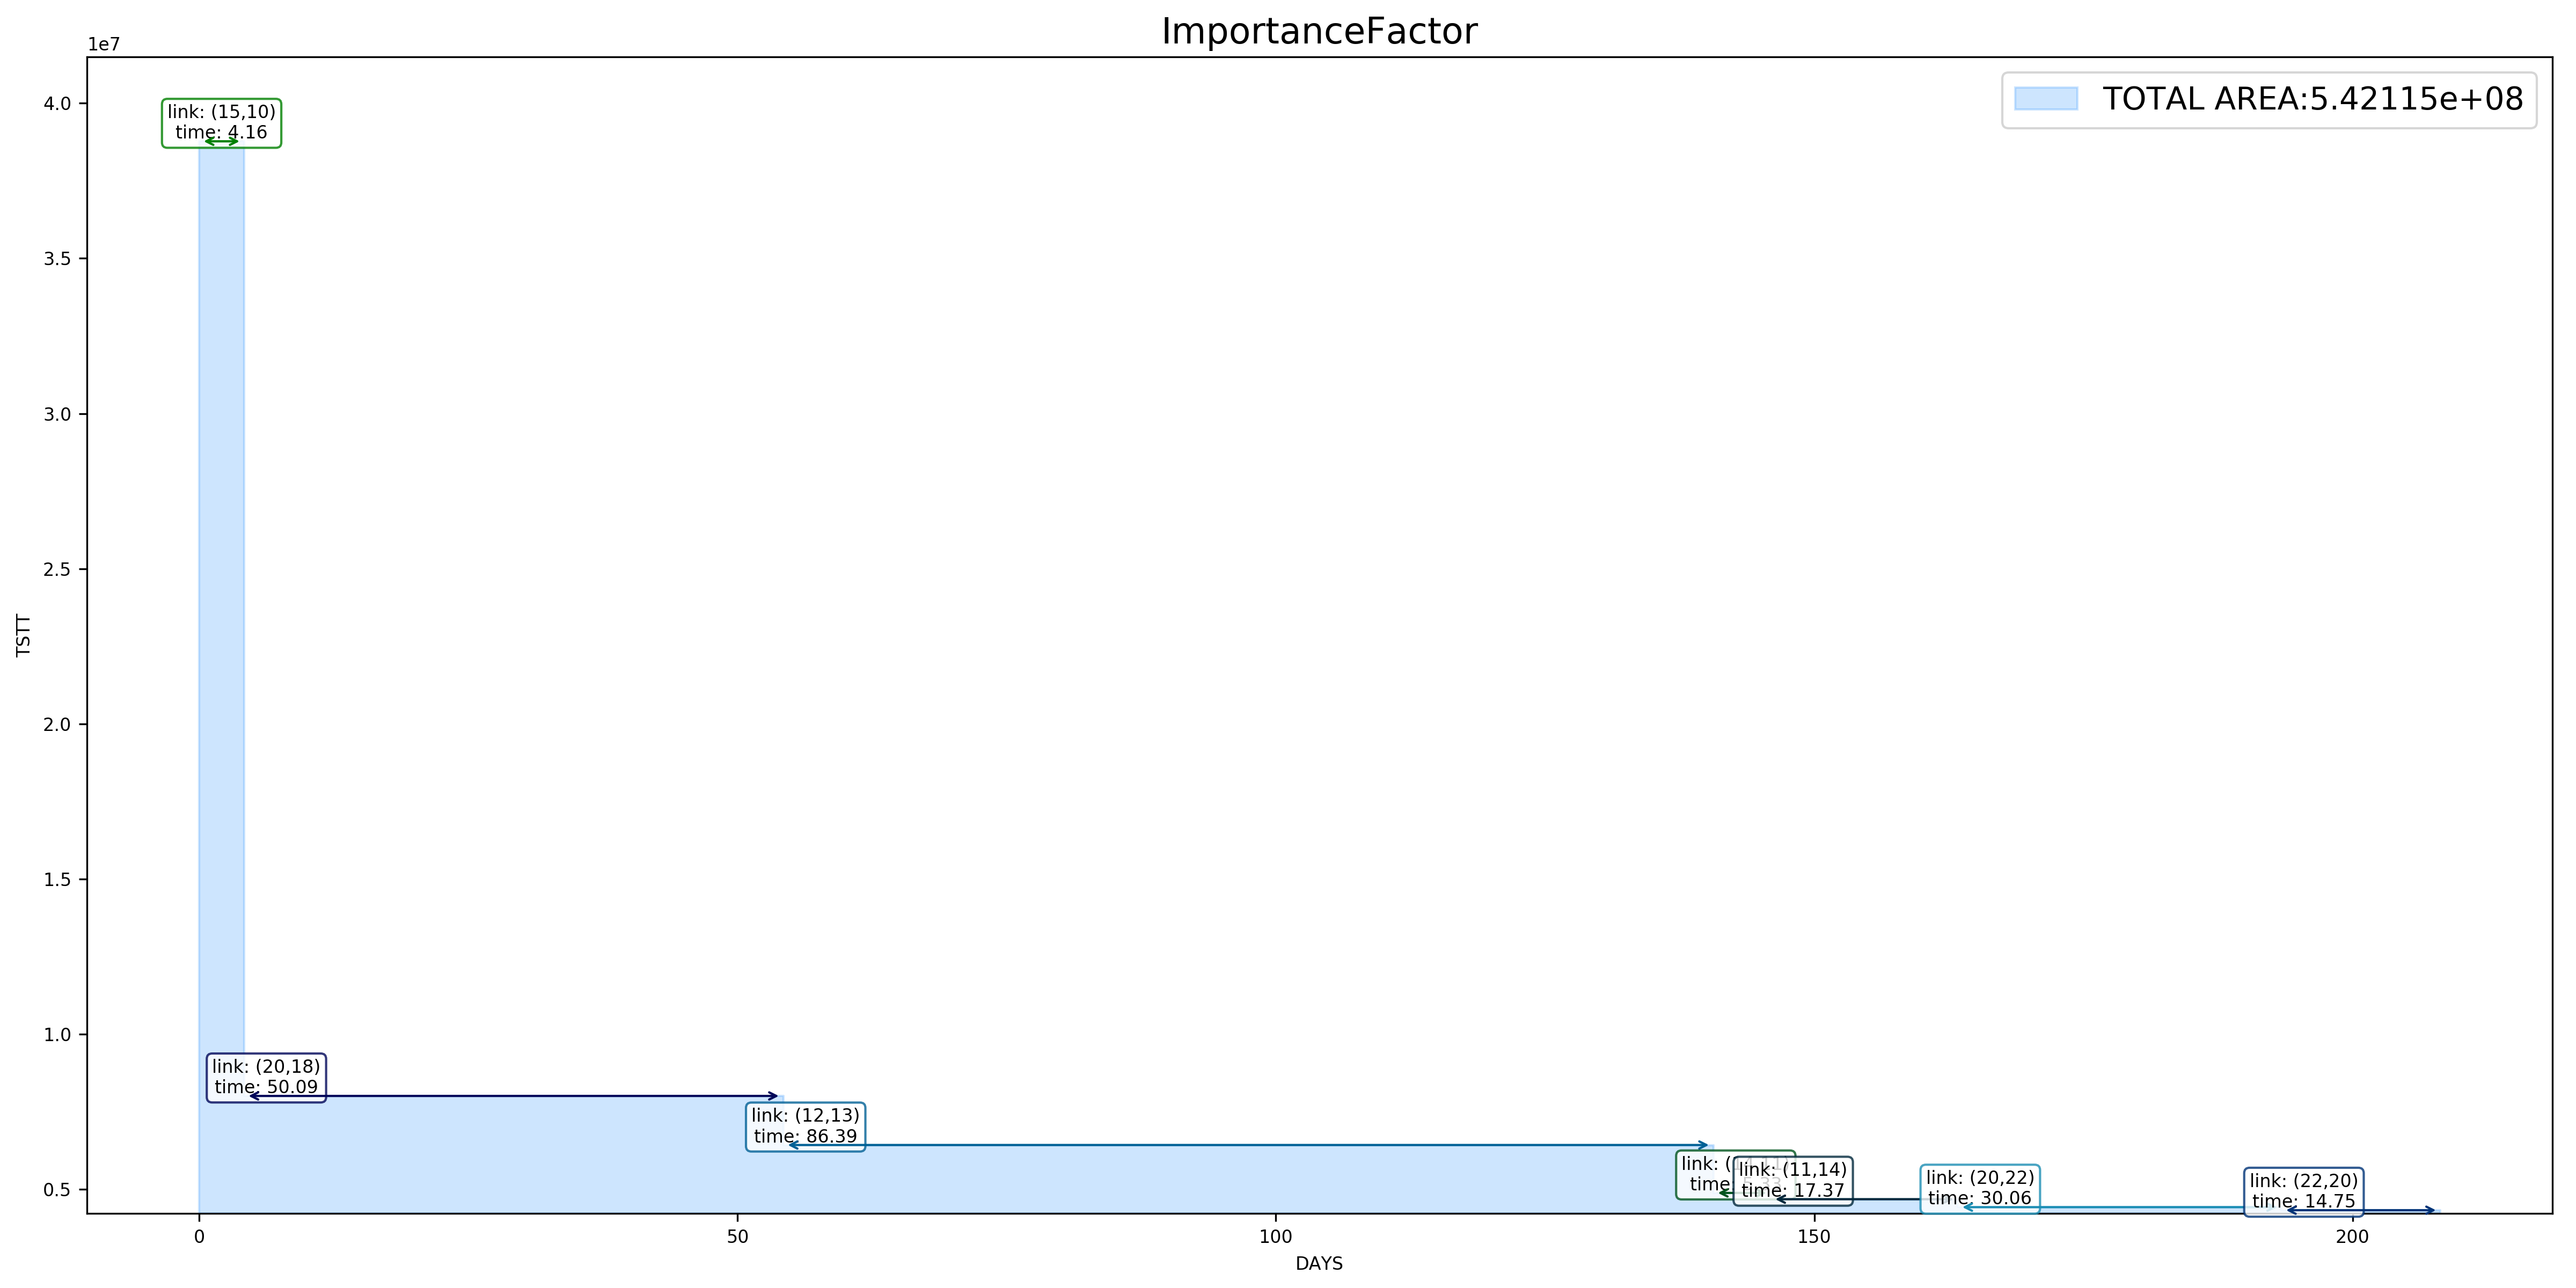 ImportanceFactor
1e7
TOTAL AREA:5.42115e+08
4.0
3.5
3.0
2.5
2.0
1.5
1.0
0.5
TSTT
link: (15,10)
time: 4.16
link: (20,18)
time: 50.09
link: (12,13)
time: 86.39
link:
time:
link: (11,14)
time: 17.37
link: (20,22)
time: 30.06
link: (22,20)
time: 14.75
0
50
100
150
200
DAYS